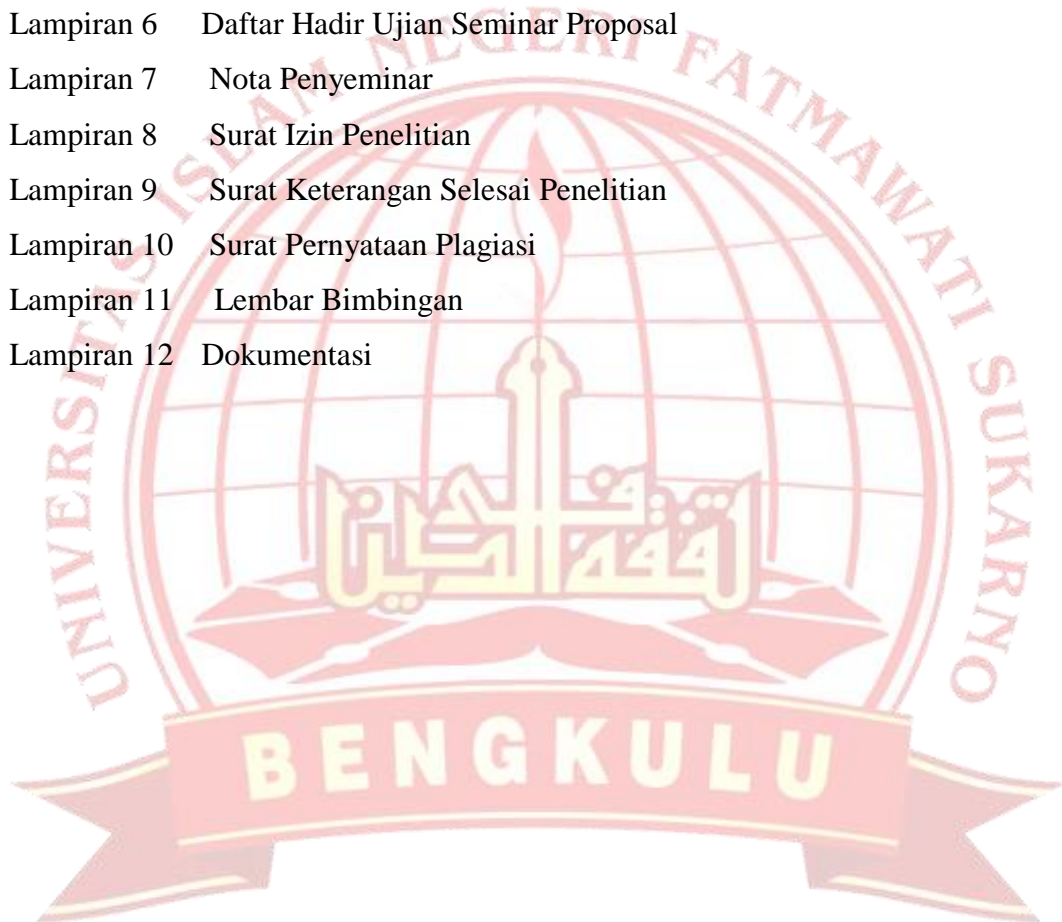 Lampiran 6 Daftar Hadir Ujian Seminar Proposal
Lampiran 7 Nota Penyeminar
Lampiran 8 Surat Izin Penelitian
Lampiran 9 Surat Keterangan Selesai Penelitian
Lampiran 10 Surat Pernyataan Plagiasi
Lampiran 11 Lembar Bimbingan
Lampiran 12 Dokumentasi
UNIVERSITAS ISLAM NEGERI FATMAWATI SUKARNO
BENGKULU